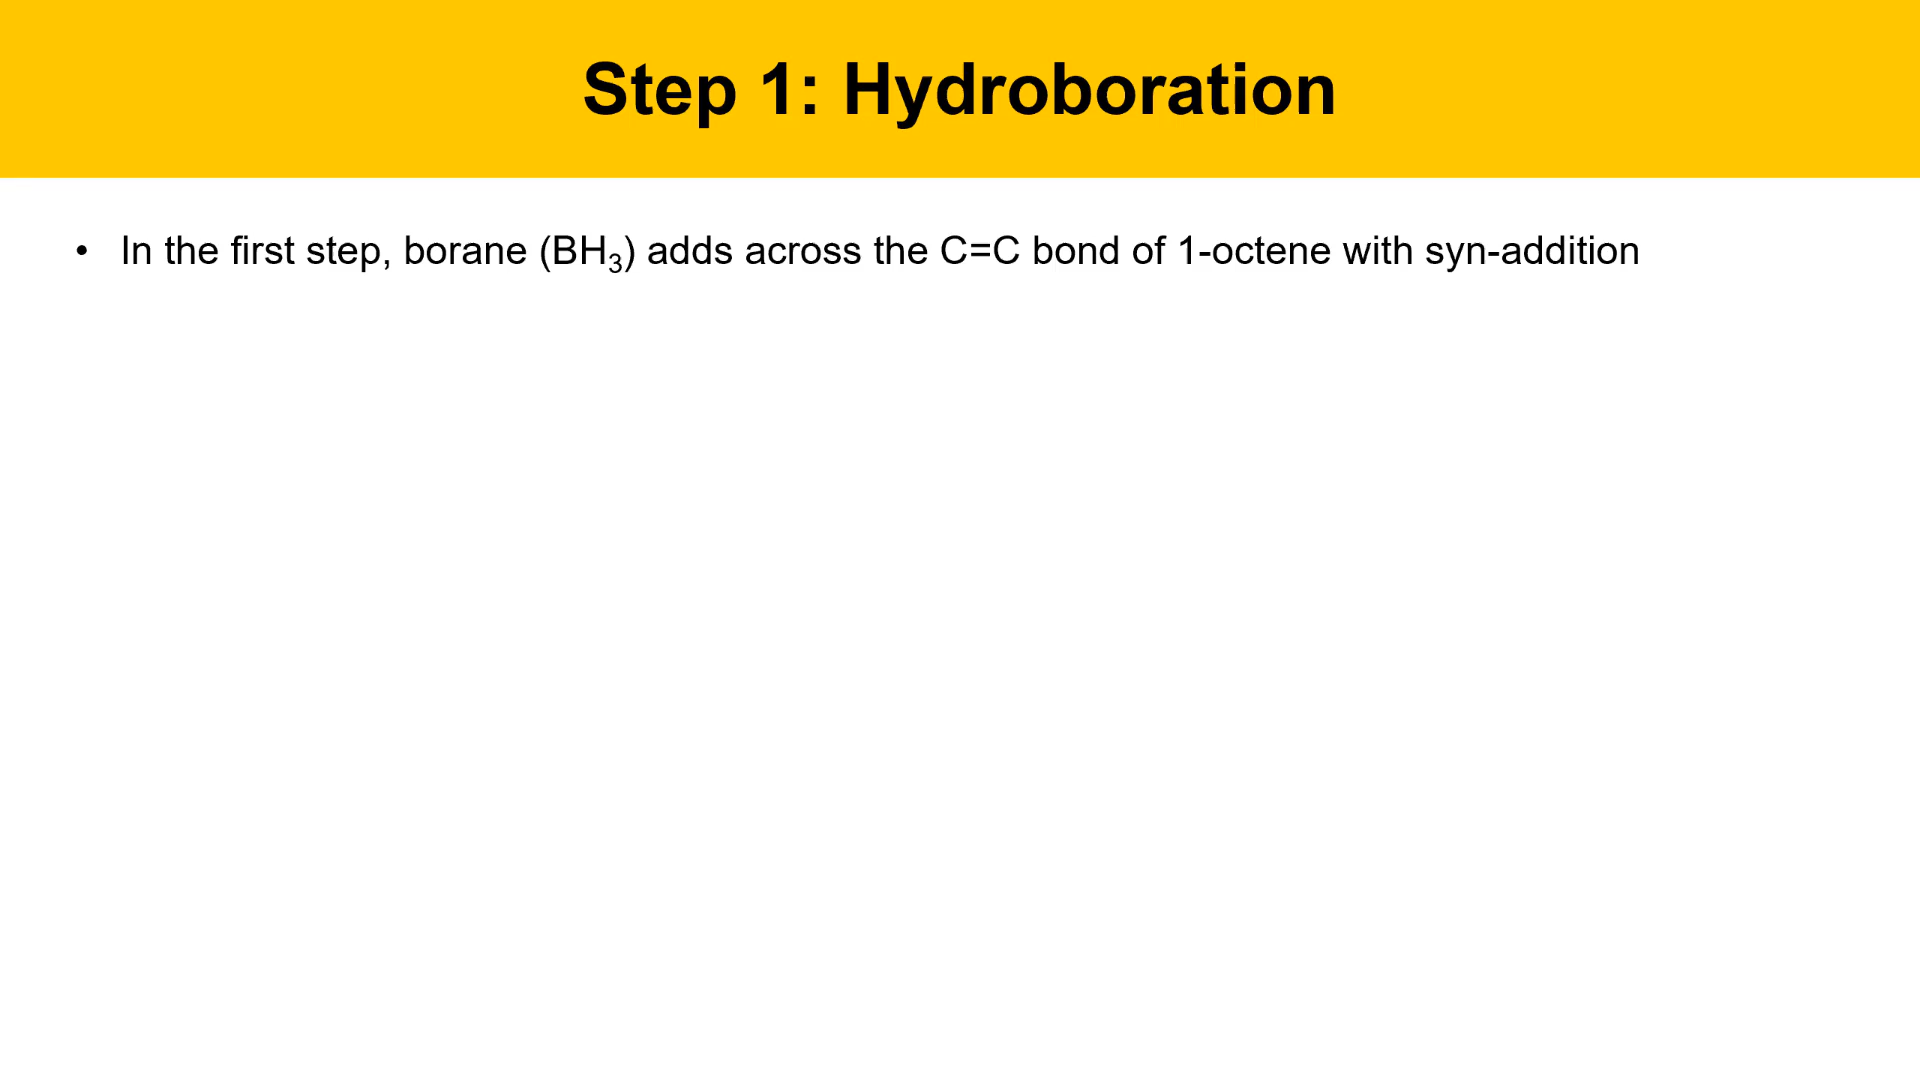 Step 1: Hydroboration
• In the first step, borane (BH₃) adds across the C=C bond of 1-octene with syn-addition